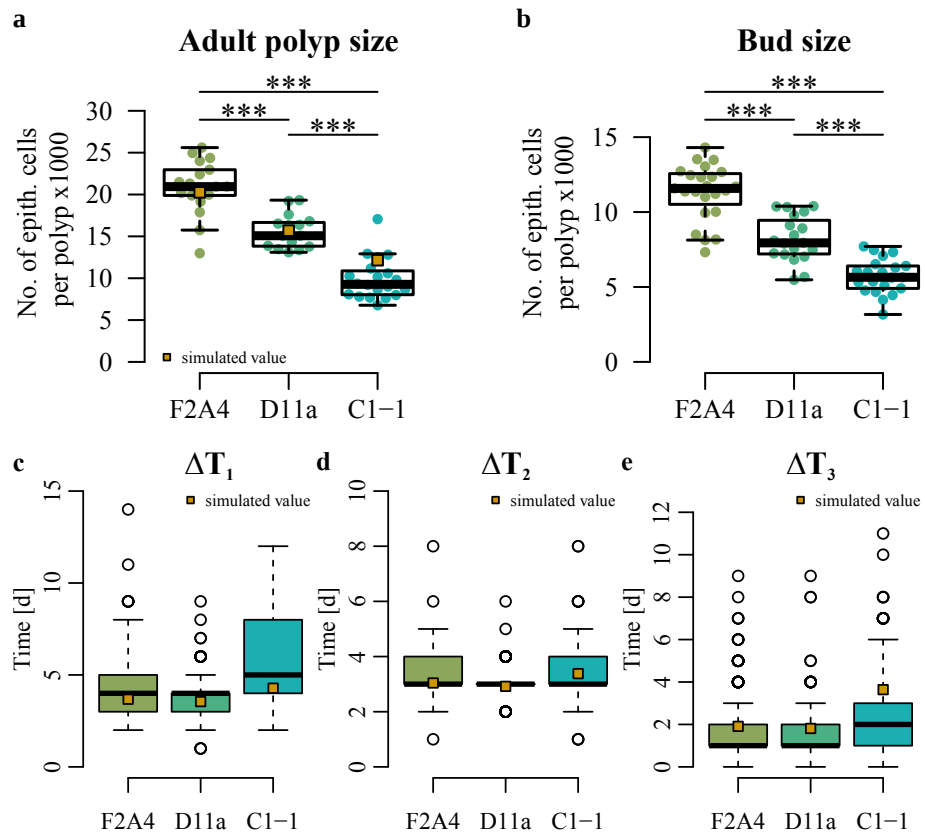 a
Adult polyp size
***
*** ***
No. of epith. cells
per polyp x1000
30
25
20
15
10
5
0
simulated value
F2A4 D11a C1−1
b
Bud size
***
*** ***
No. of epith. cells
per polyp x1000
15
10
5
0
F2A4 D11a C1−1
c
ΔT1
simulated value
Time [d]
15
10
5
0
F2A4 D11a C1−1
d
ΔT2
simulated value
Time [d]
10
8
6
4
2
0
F2A4 D11a C1−1
e
ΔT3
simulated value
Time [d]
12
10
8
6
4
2
0
F2A4 D11a C1−1